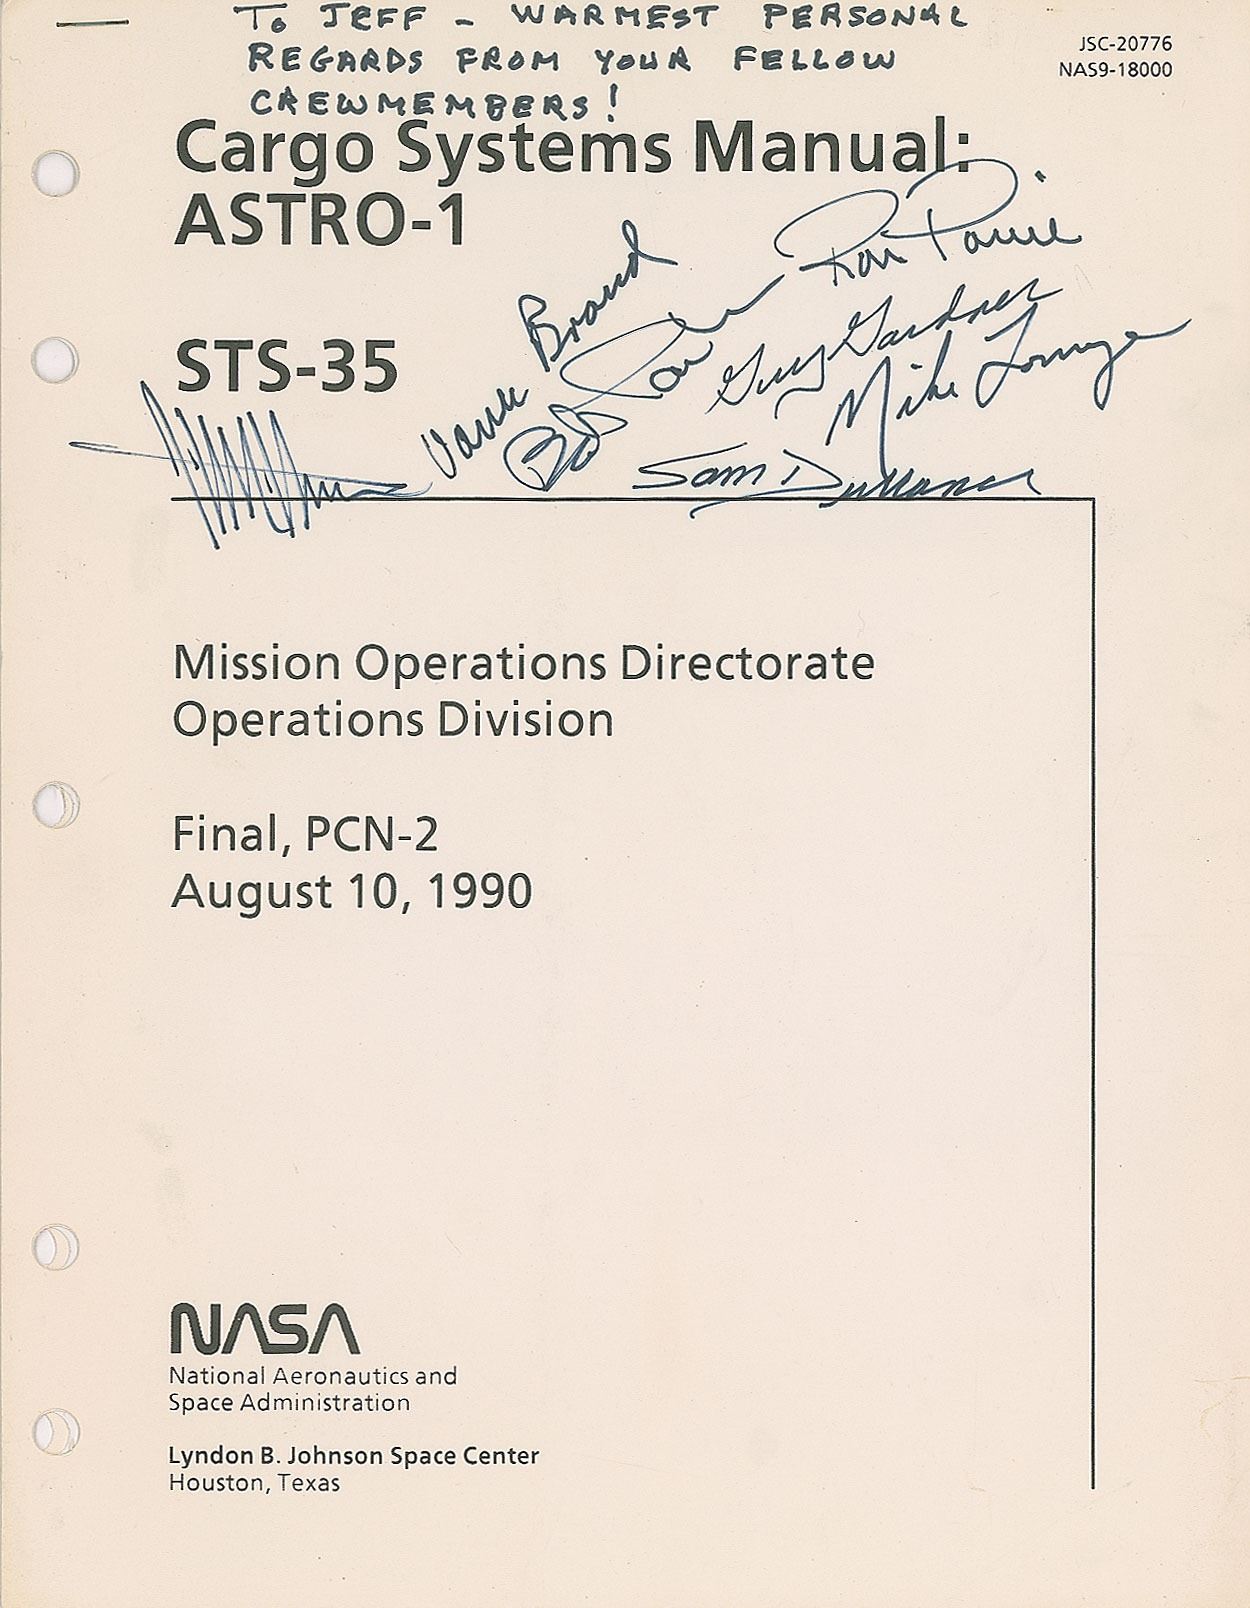 To JEFF - WARMEST PERSONAL
REGARDS FROM YOUR FELLOW
CREWMEMBERS!
JSC-20776
NAS9-18000
Cargo Systems Manual:
ASTRO-1
STS-35
Vance Brand
Bob Parker
Ron Parise
Guy Gardner
Mike Lounge
Sam Durrance
Mission Operations Directorate
Operations Division
Final, PCN-2
August 10, 1990
NASA
National Aeronautics and
Space Administration
Lyndon B. Johnson Space Center
Houston, Texas